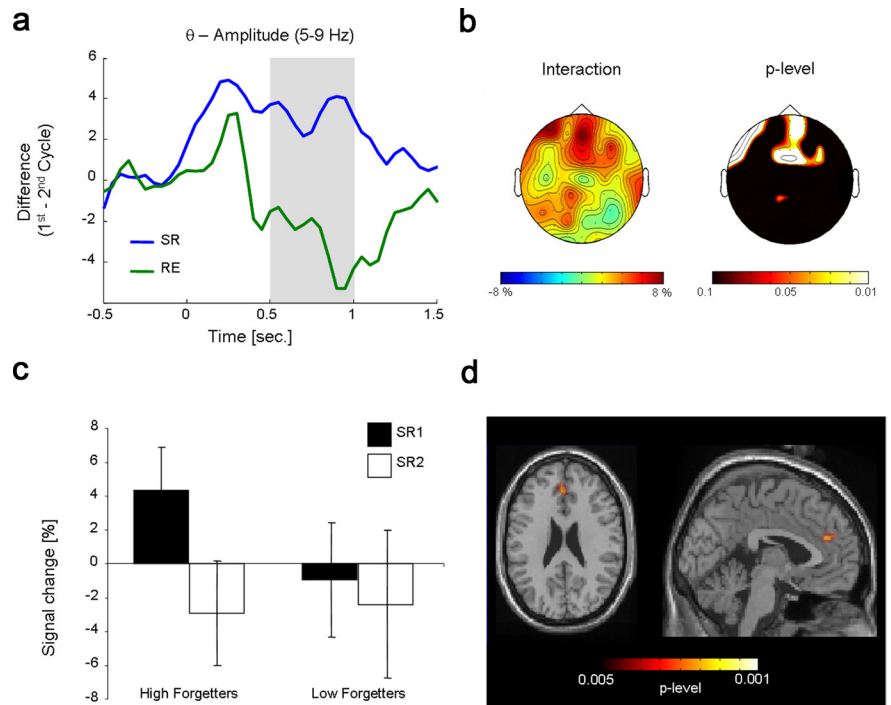 a
θ – Amplitude (5-9 Hz)
6
4
2
0
-2
-4
Difference
(1st - 2nd Cycle)
SR
RE
-0.5
0
0.5
1
1.5
Time [sec.]
b
Interaction
p-level
-8 %
8 %
0.1
0.05
0.01
c
8
6
4
2
0
-2
-4
-6
-8
Signal change [%]
SR1
SR2
High Forgetters
Low Forgetters
d
0.005
0.001
p-level